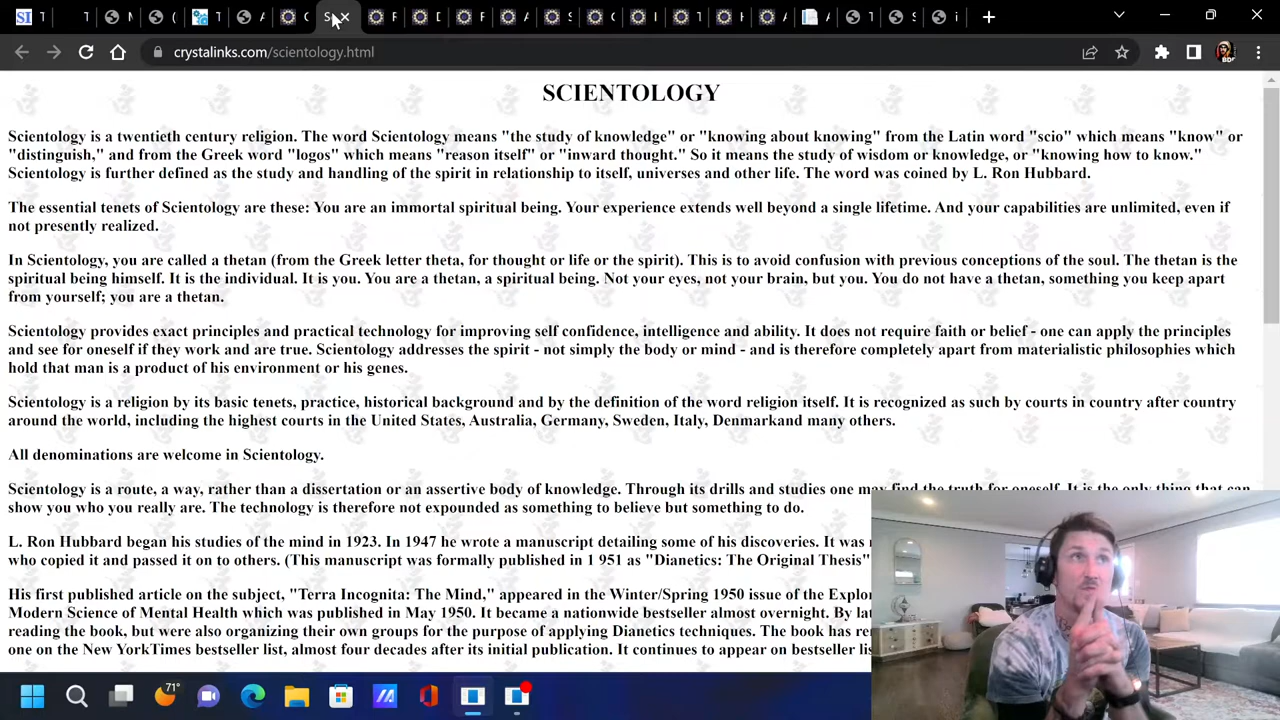 crystalinks.com/scientology.html
SCIENTOLOGY
Scientology is a twentieth century religion. The word Scientology means "the study of knowledge" or "knowing about knowing" from the Latin word "scio" which means "know" or
"distinguish," and from the Greek word "logos" which means "reason itself" or "inward thought." So it means the study of wisdom or knowledge, or "knowing how to know."
Scientology is further defined as the study and handling of the spirit in relationship to itself, universes and other life. The word was coined by L. Ron Hubbard.
The essential tenets of Scientology are these: You are an immortal spiritual being. Your experience extends well beyond a single lifetime. And your capabilities are unlimited, even if
not presently realized.
In Scientology, you are called a thetan (from the Greek letter theta, for thought or life or the spirit). This is to avoid confusion with previous conceptions of the soul. The thetan is the
spiritual being himself. It is the individual. It is you. You are a thetan, a spiritual being. Not your eyes, not your brain, but you. You do not have a thetan, something you keep apart
from yourself; you are a thetan.
Scientology provides exact principles and practical technology for improving self confidence, intelligence and ability. It does not require faith or belief - one can apply the principles
and see for oneself if they work and are true. Scientology addresses the spirit - not simply the body or mind - and is therefore completely apart from materialistic philosophies which
hold that man is a product of his environment or his genes.
Scientology is a religion by its basic tenets, practice, historical background and by the definition of the word religion itself. It is recognized as such by courts in country after country
around the world, including the highest courts in the United States, Australia, Germany, Sweden, Italy, Denmarkand many others.
All denominations are welcome in Scientology.
Scientology is a route, a way, rather than a dissertation or an assertive body of knowledge. Through its drills and studies one may find the truth for oneself. It is the only thing that can
show you who you really are. The technology is therefore not expounded as something to believe but something to do.
L. Ron Hubbard began his studies of the mind in 1923. In 1947 he wrote a manuscript detailing some of his discoveries. It was
who copied it and passed it on to others. (This manuscript was formally published in 1 951 as "Dianetics: The Original Thesis"
His first published article on the subject, "Terra Incognita: The Mind," appeared in the Winter/Spring 1950 issue of the Explor
Modern Science of Mental Health which was published in May 1950. It became a nationwide bestseller almost overnight. By la
reading the book, but were also organizing their own groups for the purpose of applying Dianetics techniques. The book has re
one on the New YorkTimes bestseller list, almost four decades after its initial publication. It continues to appear on bestseller lis
71°